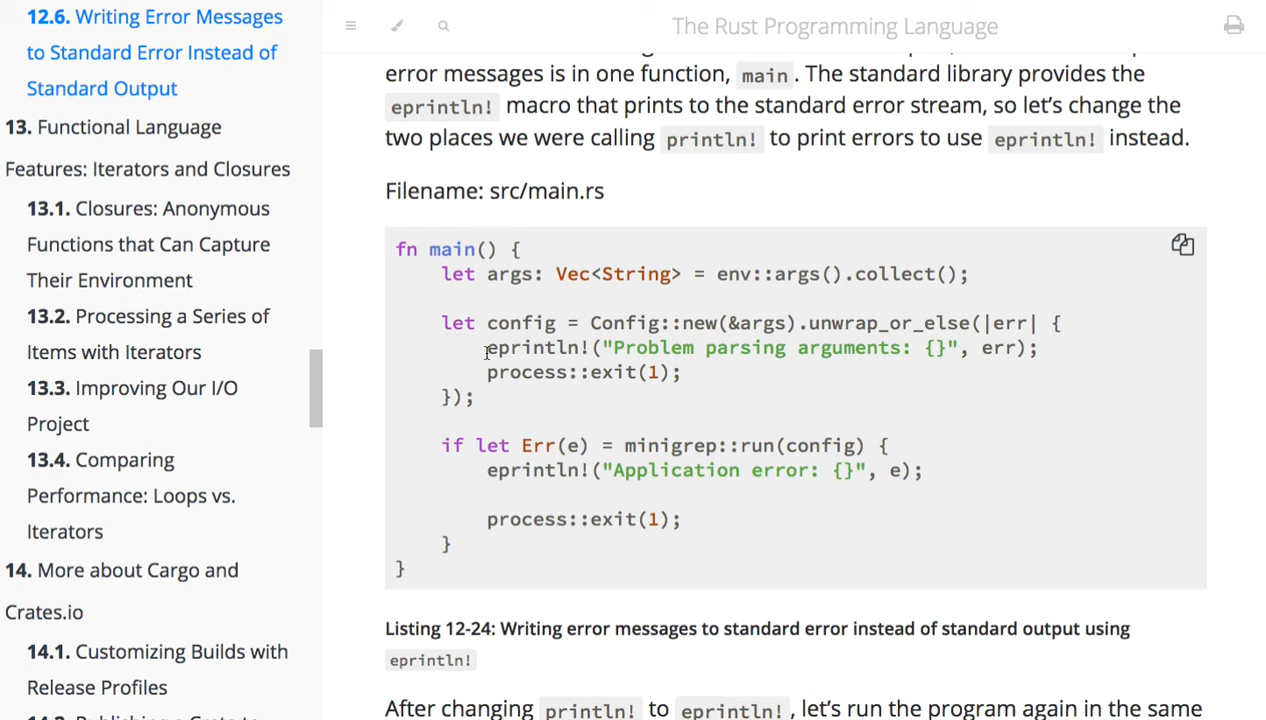 12.6. Writing Error Messages
to Standard Error Instead of
Standard Output
13. Functional Language
Features: Iterators and Closures
13.1. Closures: Anonymous
Functions that Can Capture
Their Environment
13.2. Processing a Series of
Items with Iterators
13.3. Improving Our I/O
Project
13.4. Comparing
Performance: Loops vs.
Iterators
14. More about Cargo and
Crates.io
14.1. Customizing Builds with
Release Profiles
The Rust Programming Language
error messages is in one function, main. The standard library provides the
eprintln! macro that prints to the standard error stream, so let’s change the
two places we were calling println! to print errors to use eprintln! instead.
Filename: src/main.rs
fn main() {
    let args: Vec<String> = env::args().collect();
    let config = Config::new(&args).unwrap_or_else(|err| {
        eprintln!("Problem parsing arguments: {}", err);
        process::exit(1);
    });
    if let Err(e) = minigrep::run(config) {
        eprintln!("Application error: {}", e);
        process::exit(1);
    }
}
Listing 12-24: Writing error messages to standard error instead of standard output using
eprintln!
After changing println! to eprintln!, let’s run the program again in the same